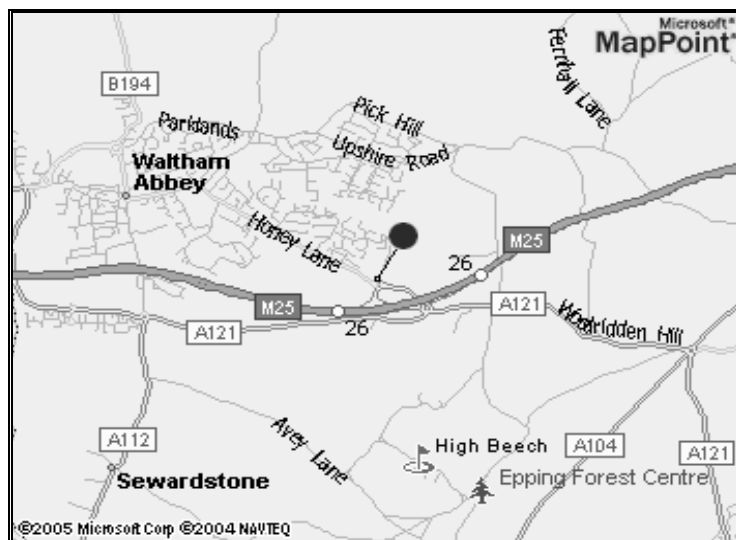 Microsoft®
MapPoint®
B194
Parklands
Pick Hill
Fernhall Lane
Upshire Road
Waltham
Abbey
Honey Lane
M25
26
M25
A121
26
A121
Woodridden Hill
A112
Avey Lane
High Beech
A104
A121
Sewardstone
Epping Forest Centre
©2005 Microsoft Corp ©2004 NAVTEQ